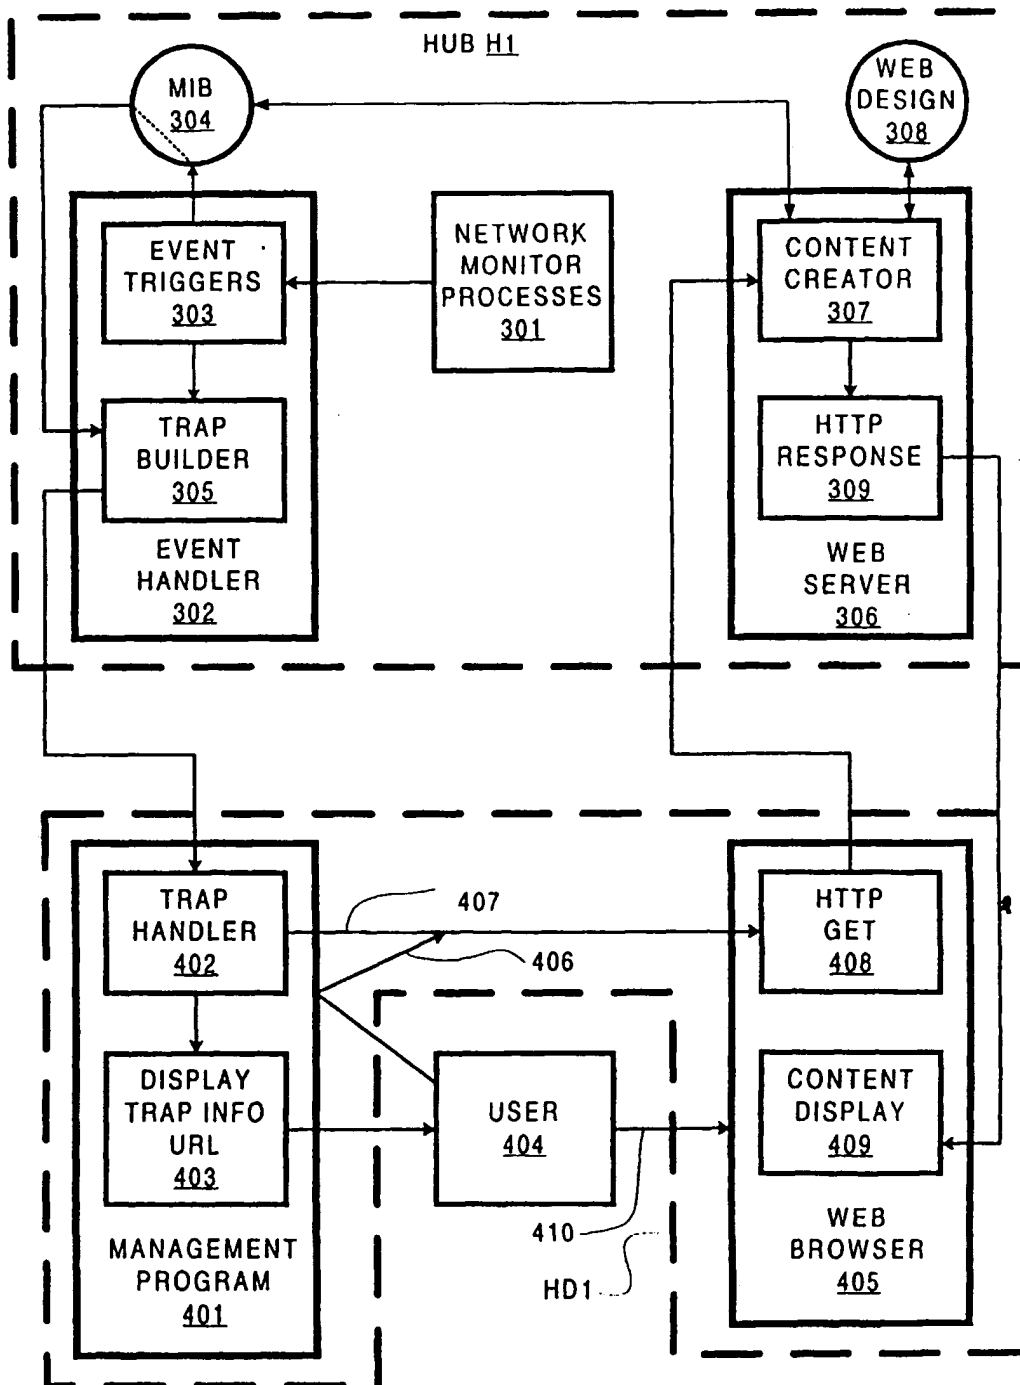 HUB H1
MIB
304
WEB
DESIGN
308
EVENT
TRIGGERS
303
NETWORK
MONITOR
PROCESSES
301
CONTENT
CREATOR
307
TRAP
BUILDER
305
HTTP
RESPONSE
309
EVENT
HANDLER
302
WEB
SERVER
306
TRAP
HANDLER
402
407
406
HTTP
GET
408
DISPLAY
TRAP INFO
URL
403
USER
404
CONTENT
DISPLAY
409
410
HD1
MANAGEMENT
PROGRAM
401
WEB
BROWSER
405